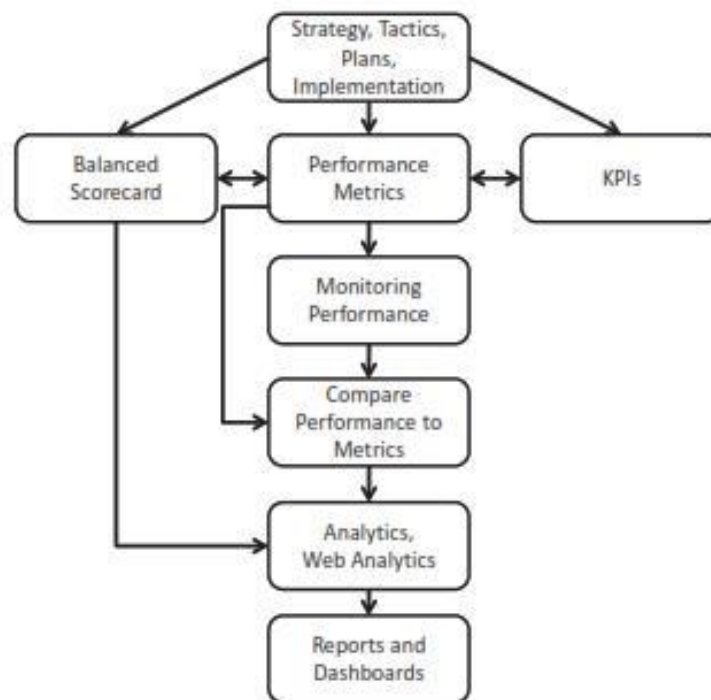 Strategy, Tactics,
Plans,
Implementation
Balanced
Scorecard
Performance
Metrics
KPIs
Monitoring
Performance
Compare
Performance to
Metrics
Analytics,
Web Analytics
Reports and
Dashboards